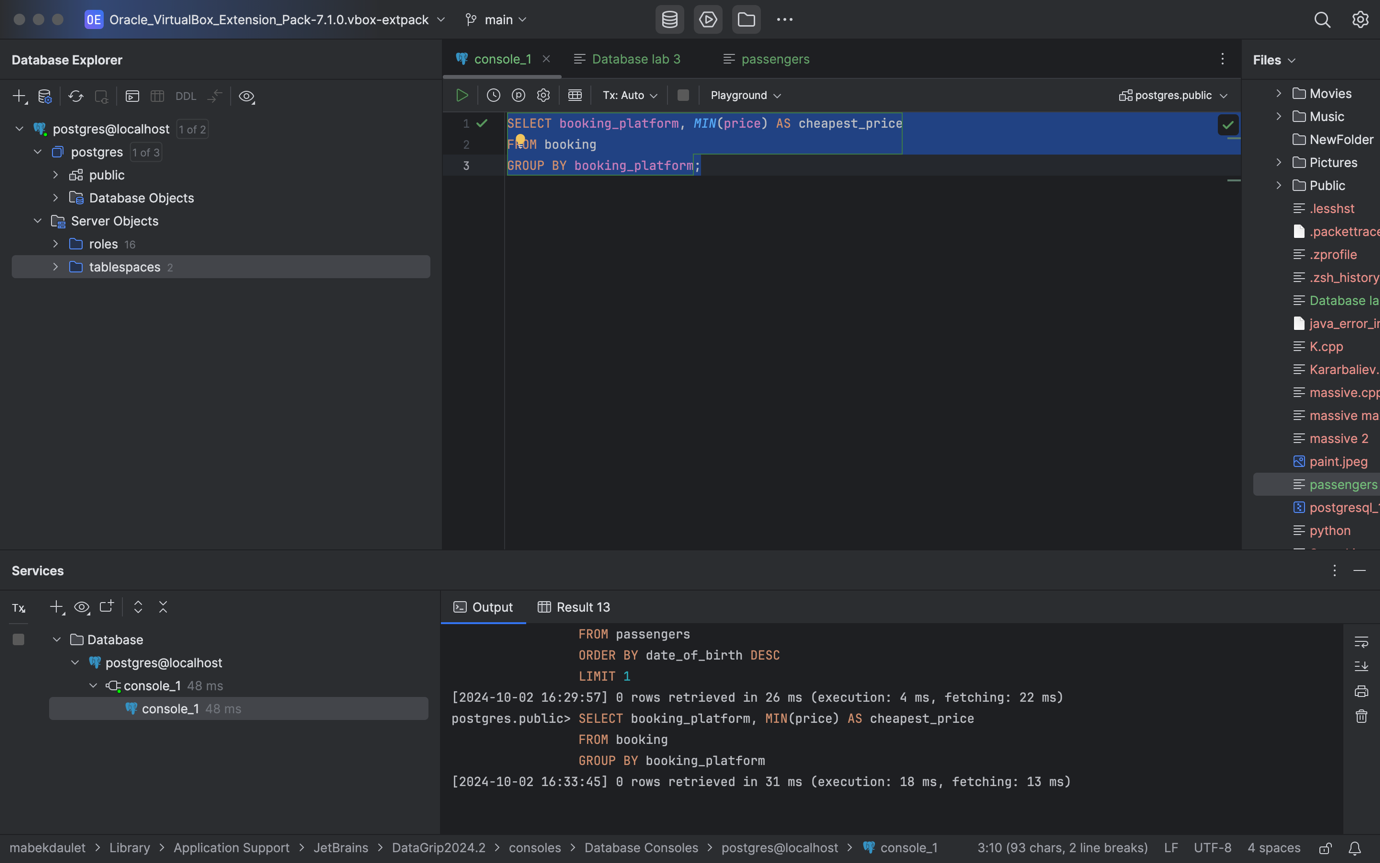 OE Oracle_VirtualBox_Extension_Pack-7.1.0.vbox-extpack main
Database Explorer
DDL
postgres@localhost 1 of 2
postgres 1 of 3
public
Database Objects
Server Objects
roles 16
tablespaces 2
console_1 Database lab 3 passengers
Tx: Auto Playground postgres.public
1 SELECT booking_platform, MIN(price) AS cheapest_price
2 FROM booking
3 GROUP BY booking_platform;
Files
Movies
Music
NewFolder
Pictures
Public
.lesshst
.packettrace
.zprofile
.zsh_history
Database la
java_error_in
K.cpp
Kararbaliev.
massive.cpp
massive ma
massive 2
paint.jpeg
passengers
postgresql_
python
Services
Tx
Database
postgres@localhost
console_1 48 ms
console_1 48 ms
Output Result 13
FROM passengers
ORDER BY date_of_birth DESC
LIMIT 1
[2024-10-02 16:29:57] 0 rows retrieved in 26 ms (execution: 4 ms, fetching: 22 ms)
postgres.public> SELECT booking_platform, MIN(price) AS cheapest_price
FROM booking
GROUP BY booking_platform
[2024-10-02 16:33:45] 0 rows retrieved in 31 ms (execution: 18 ms, fetching: 13 ms)
mabekdaulet > Library > Application Support > JetBrains > DataGrip2024.2 > consoles > Database Consoles > postgres@localhost > console_1 3:10 (93 chars, 2 line breaks) LF UTF-8 4 spaces